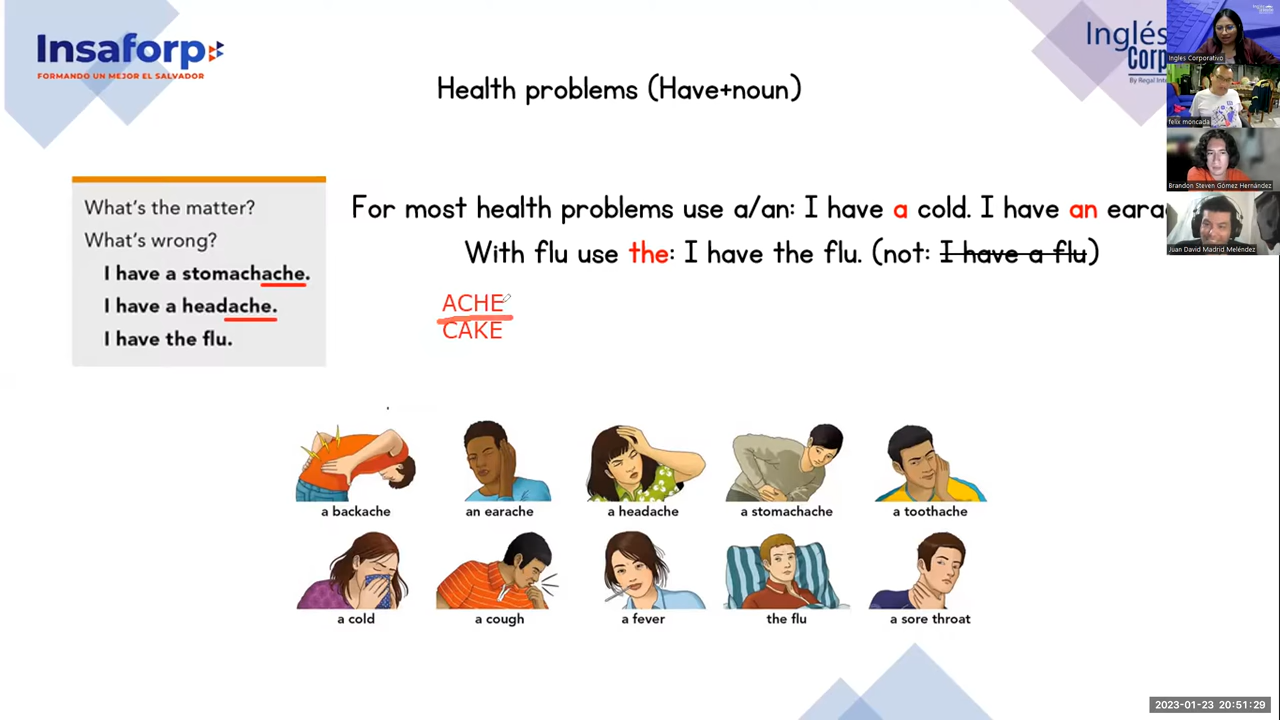 Insaforp
FORMANDO UN MEJOR EL SALVADOR
Inglés
Corp
By Regal Inte
Health problems (Have+noun)
What's the matter?
What's wrong?
I have a stomachache.
I have a headache.
I have the flu.
For most health problems use a/an: I have a cold. I have an eara
With flu use the: I have the flu. (not: I have a flu)
ACHE
CAKE
a backache
an earache
a headache
a stomachache
a toothache
a cold
a cough
a fever
the flu
a sore throat
Ingles Corporativo
felix moncada
Brandon Steven Gómez Hernández
Juan David Madrid Meléndez
2023-01-23 20:51:29